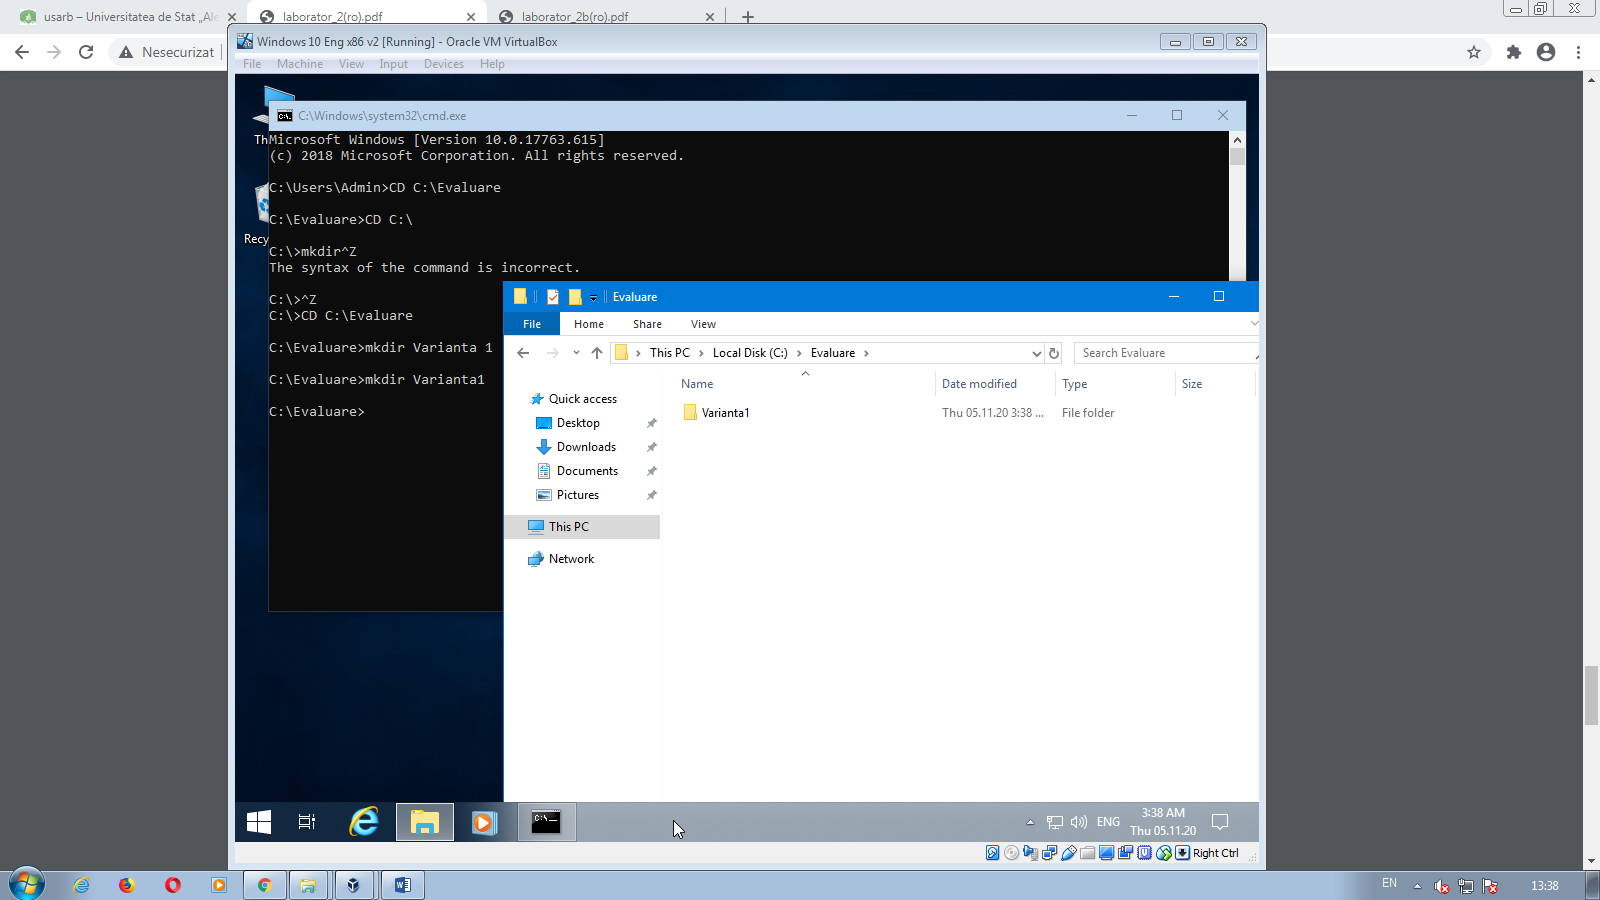 usarb – Universitatea de Stat „Ale
laborator_2(ro).pdf
laborator_2b(ro).pdf
Nesecurizat
Windows 10 Eng x86 v2 [Running] - Oracle VM VirtualBox
File Machine View Input Devices Help
C:\Windows\system32\cmd.exe
Th
Microsoft Windows [Version 10.0.17763.615]
(c) 2018 Microsoft Corporation. All rights reserved.
C:\Users\Admin>CD C:\Evaluare
C:\Evaluare>CD C:\
Recy
C:\>mkdir^Z
The syntax of the command is incorrect.
C:\>^Z
C:\>CD C:\Evaluare
C:\Evaluare>mkdir Varianta 1
C:\Evaluare>mkdir Varianta1
C:\Evaluare>
Evaluare
File Home Share View
This PC › Local Disk (C:) › Evaluare ›
Search Evaluare
Name Date modified Type Size
Varianta1 Thu 05.11.20 3:38 ... File folder
Quick access
Desktop
Downloads
Documents
Pictures
This PC
Network
ENG
3:38 AM
Thu 05.11.20
Right Ctrl
EN
13:38